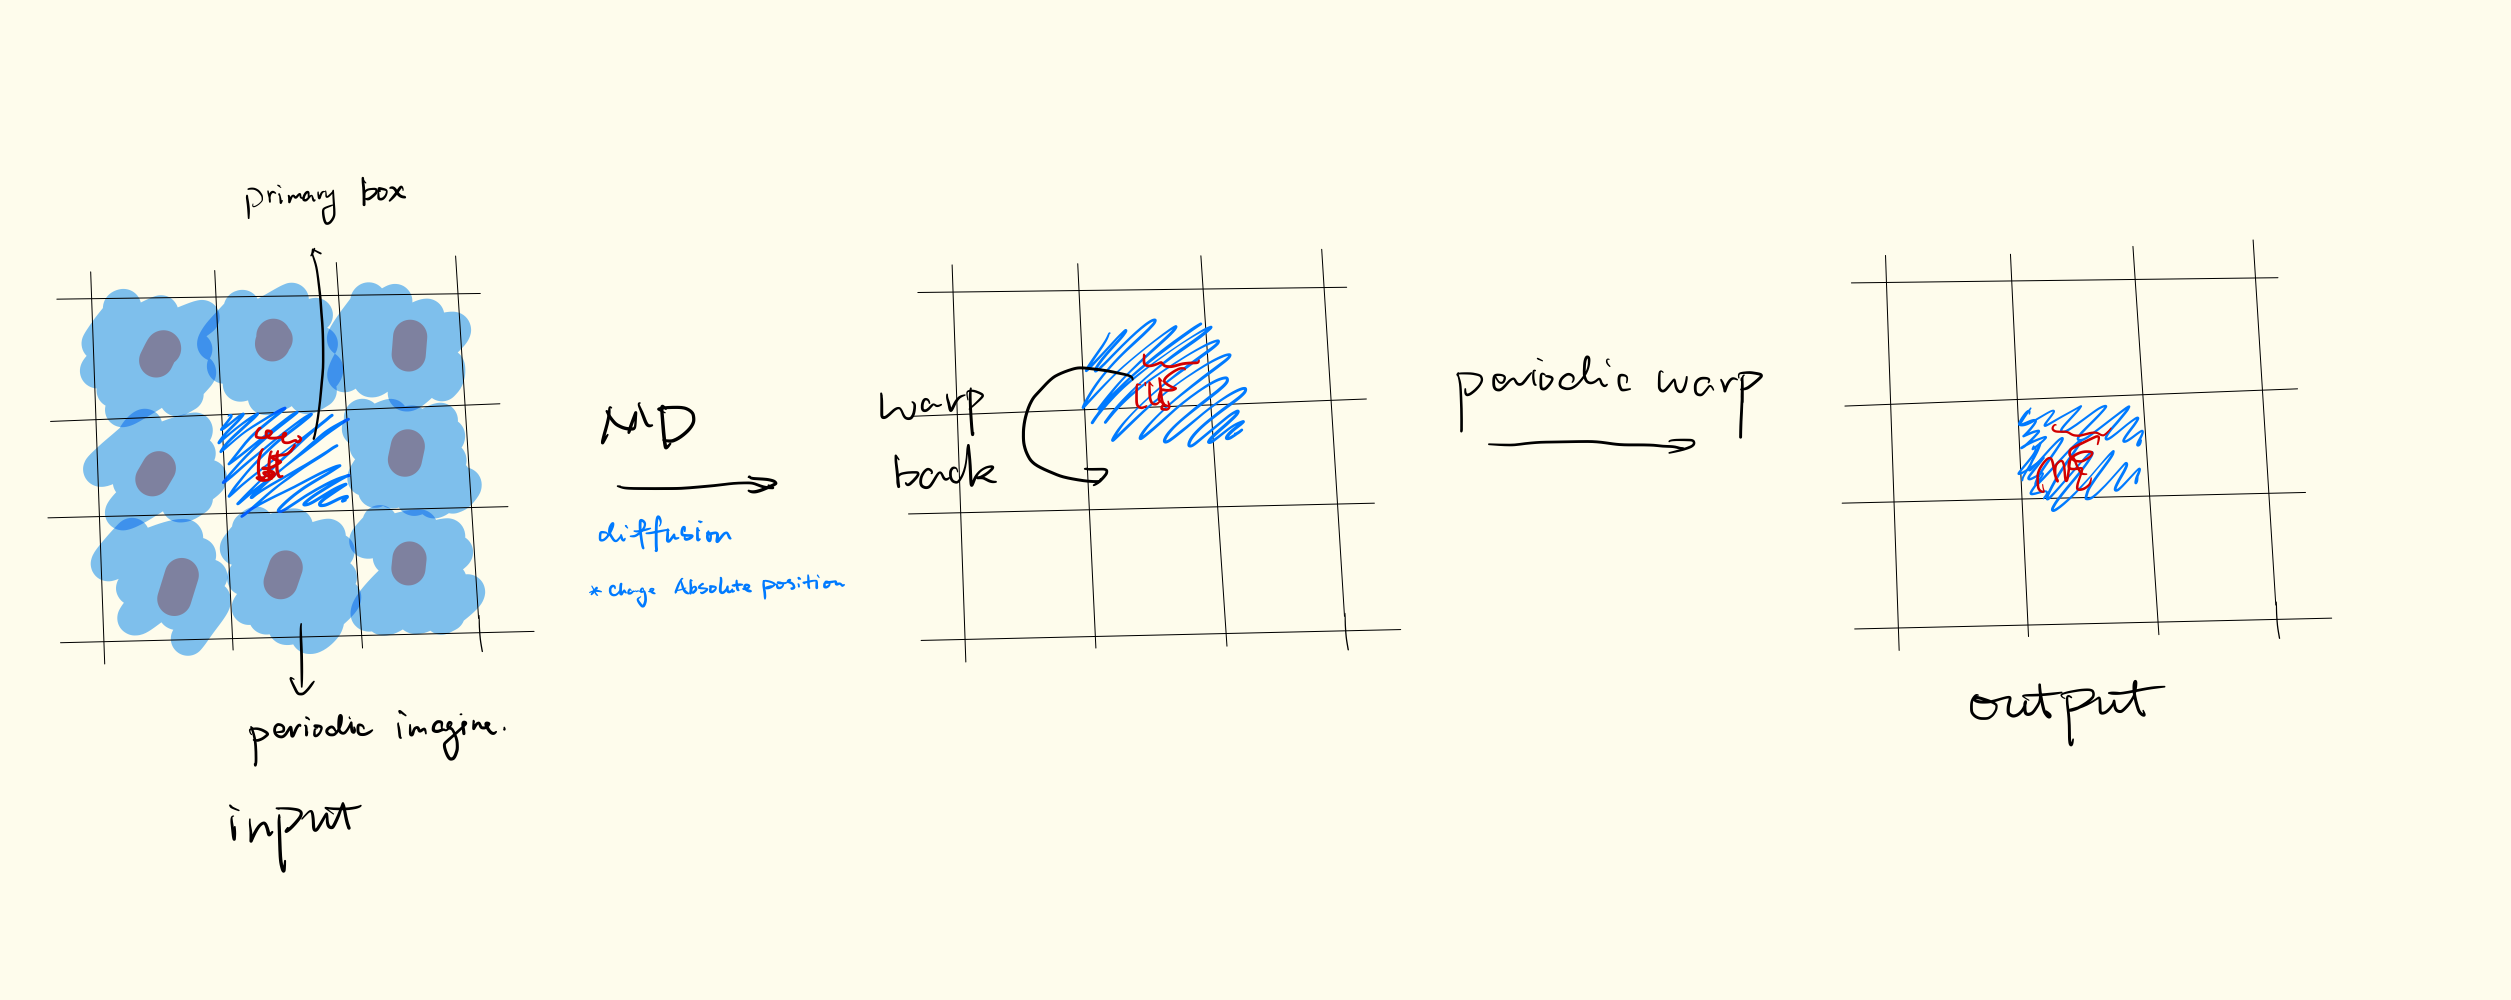 primary box
MD
diffusion
* change Absolute position
warp
back
periodic warp
periodic imagine.
input
output